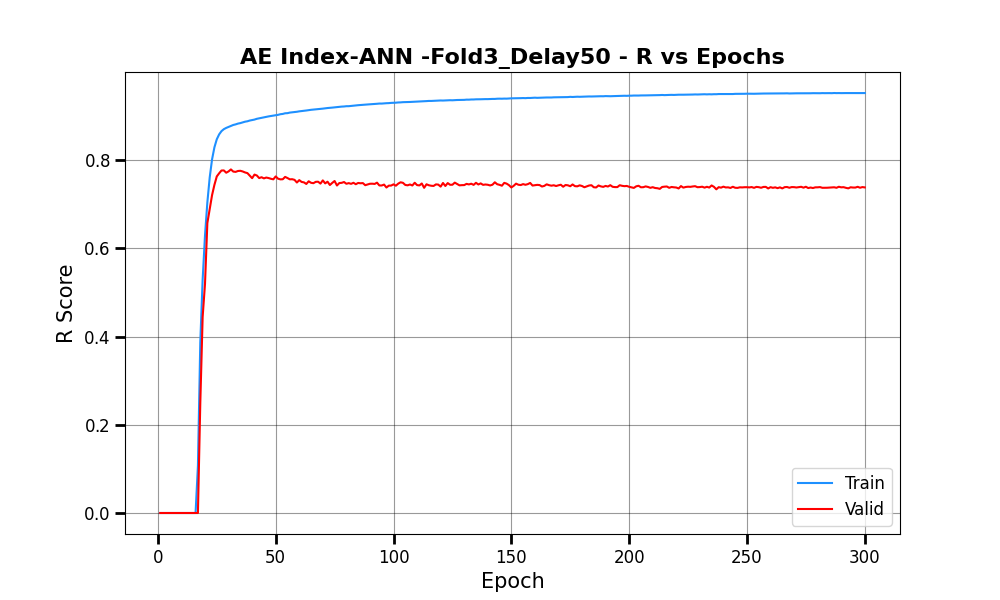 AE Index-ANN -Fold3_Delay50 - R vs Epochs
R Score
0.8
0.6
0.4
0.2
0.0
0 50 100 150 200 250 300
Epoch
Train
Valid